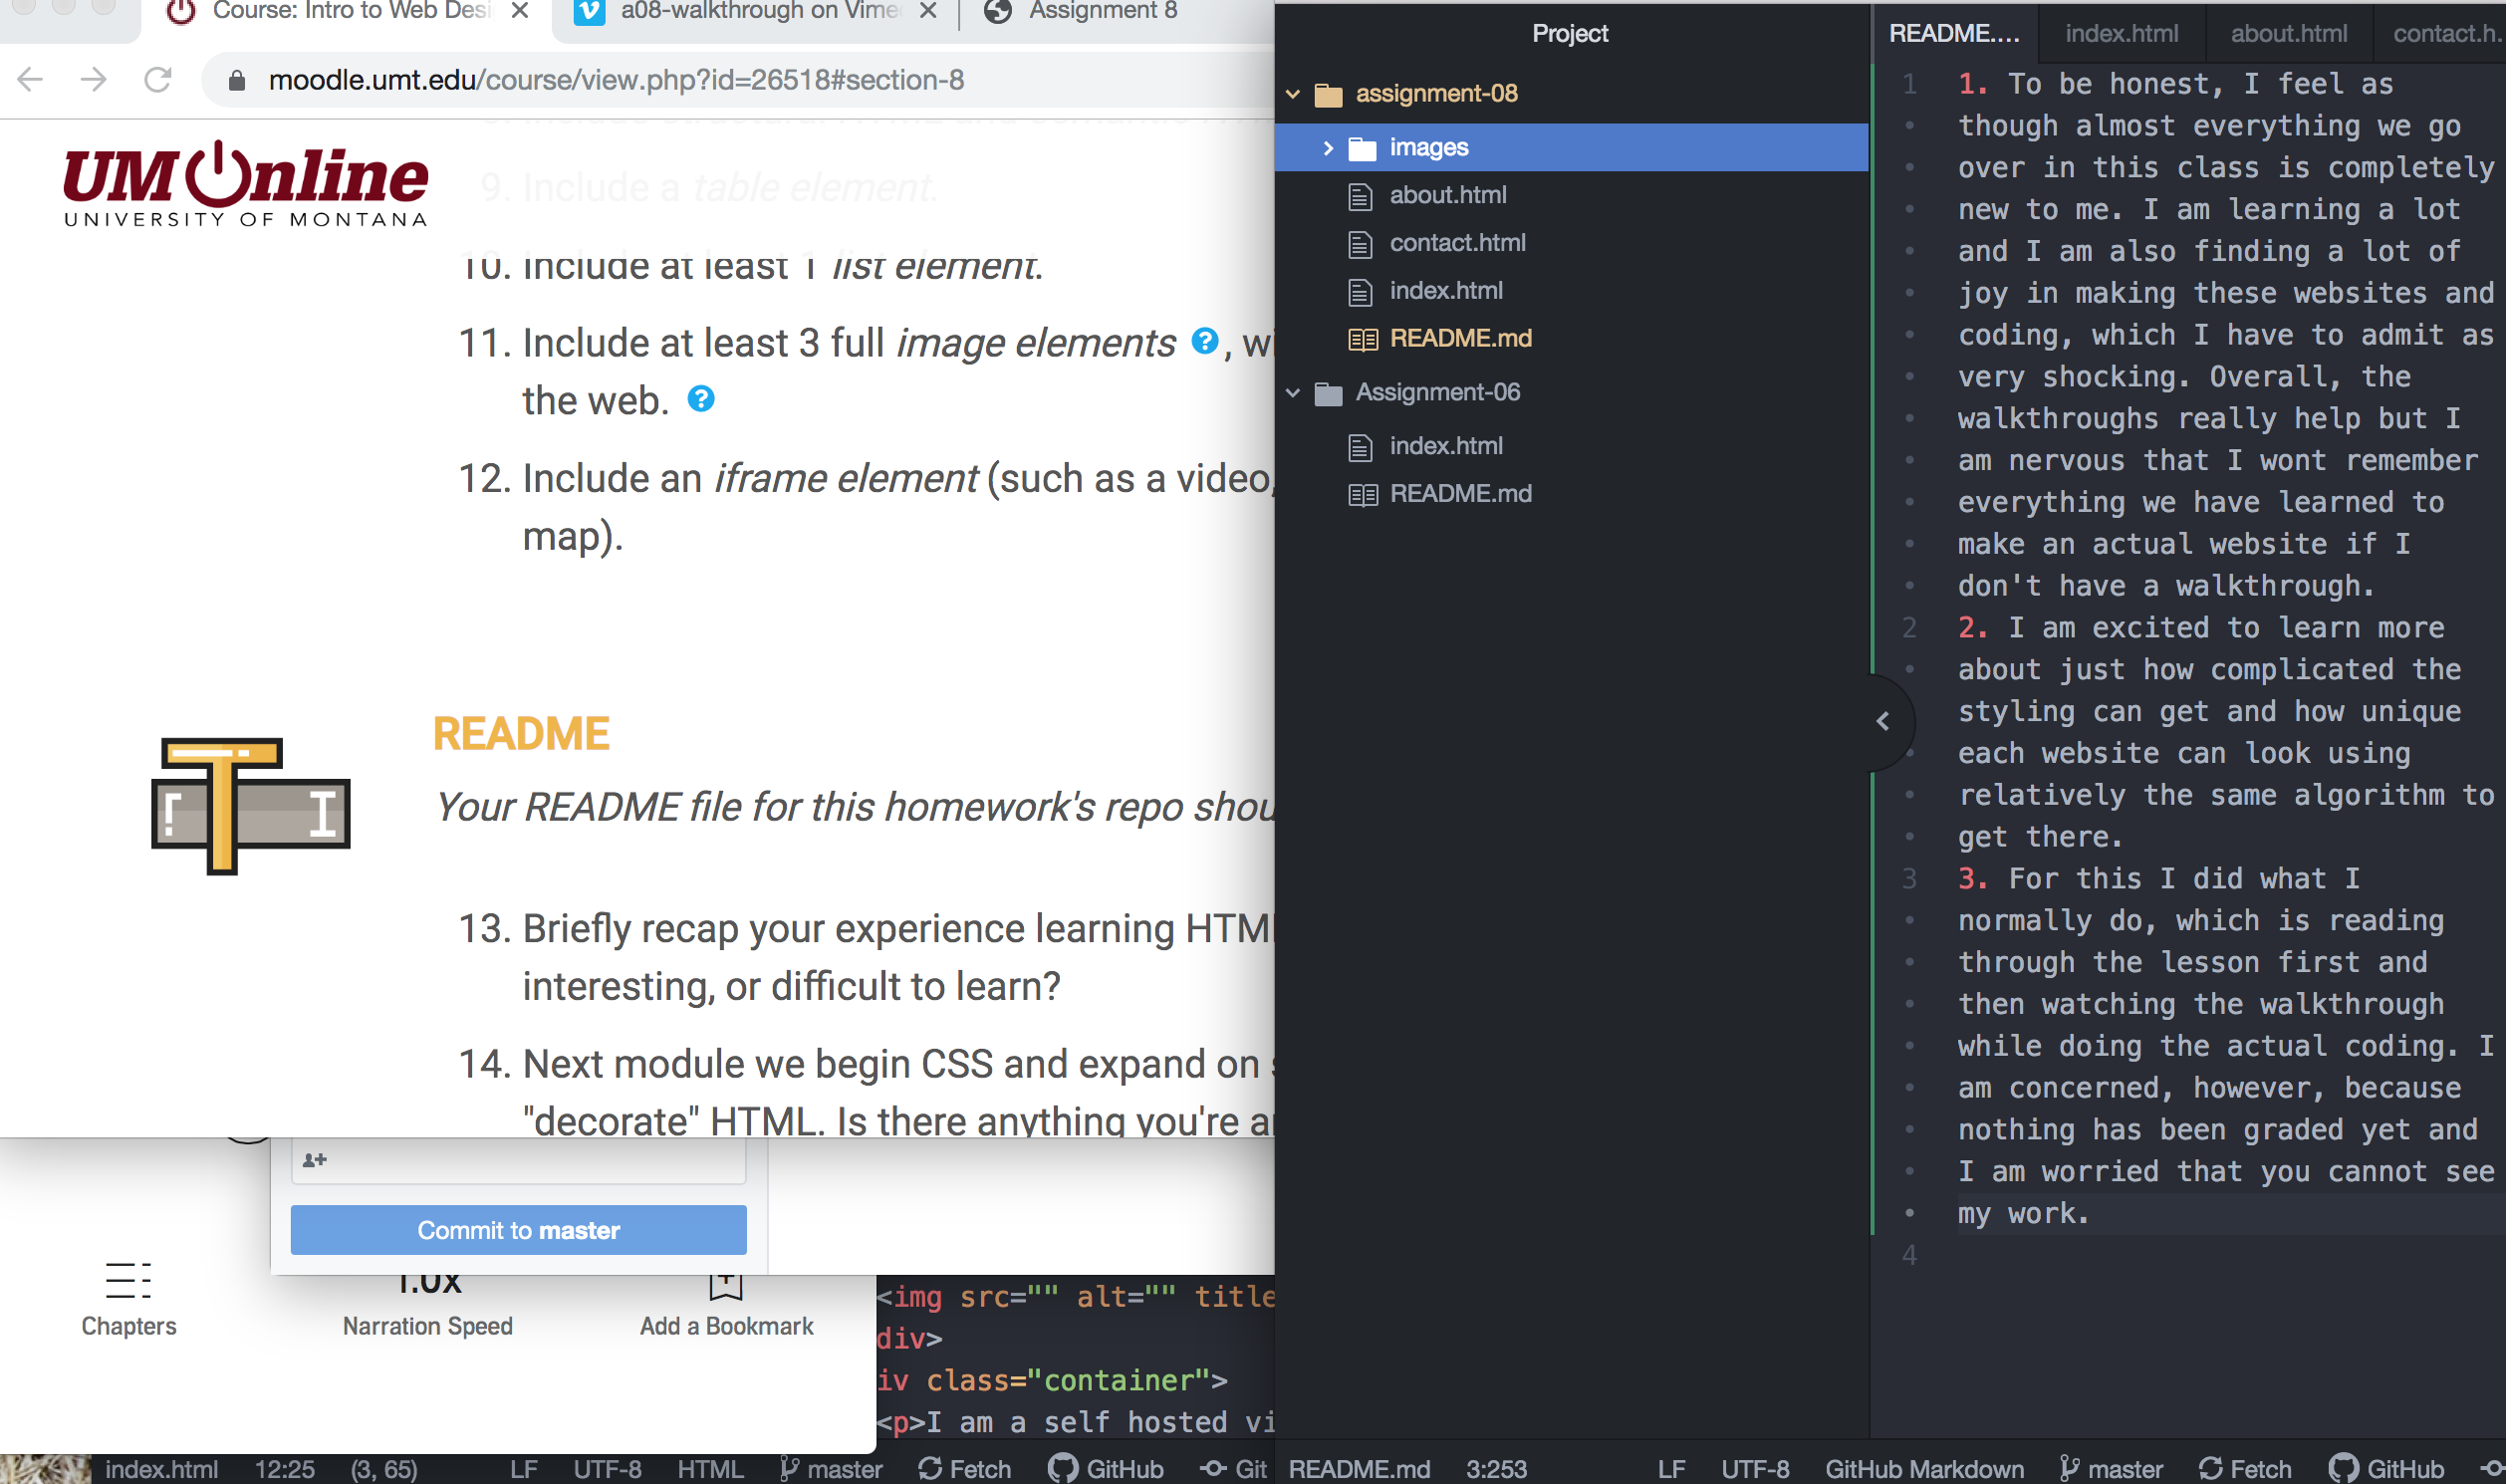 Course: Intro to Web Desi
a08-walkthrough on Vime
Assignment 8
moodle.umt.edu/course/view.php?id=26518#section-8
UM Online
UNIVERSITY OF MONTANA
9. Include a table element.
10. Include at least 1 list element.
11. Include at least 3 full image elements ?, wi
the web. ?
12. Include an iframe element (such as a video,
map).
README
Your README file for this homework's repo shou
13. Briefly recap your experience learning HTM
interesting, or difficult to learn?
14. Next module we begin CSS and expand on s
"decorate" HTML. Is there anything you're a
Commit to master
Chapters
1.0x
Narration Speed
Add a Bookmark
<img src="" alt="" title
div>
iv class="container">
<p>I am a self hosted vi
index.html 12:25 (3, 65) LF UTF-8 HTML master Fetch GitHub Git
Project
assignment-08
images
about.html
contact.html
index.html
README.md
Assignment-06
index.html
README.md
README.... index.html about.html contact.h.
1 1. To be honest, I feel as
though almost everything we go
over in this class is completely
new to me. I am learning a lot
and I am also finding a lot of
joy in making these websites and
coding, which I have to admit as
very shocking. Overall, the
walkthroughs really help but I
am nervous that I wont remember
everything we have learned to
make an actual website if I
don't have a walkthrough.
2 2. I am excited to learn more
about just how complicated the
styling can get and how unique
each website can look using
relatively the same algorithm to
get there.
3 3. For this I did what I
normally do, which is reading
through the lesson first and
then watching the walkthrough
while doing the actual coding. I
am concerned, however, because
nothing has been graded yet and
I am worried that you cannot see
my work.
4
README.md 3:253 LF UTF-8 GitHub Markdown master Fetch GitHub